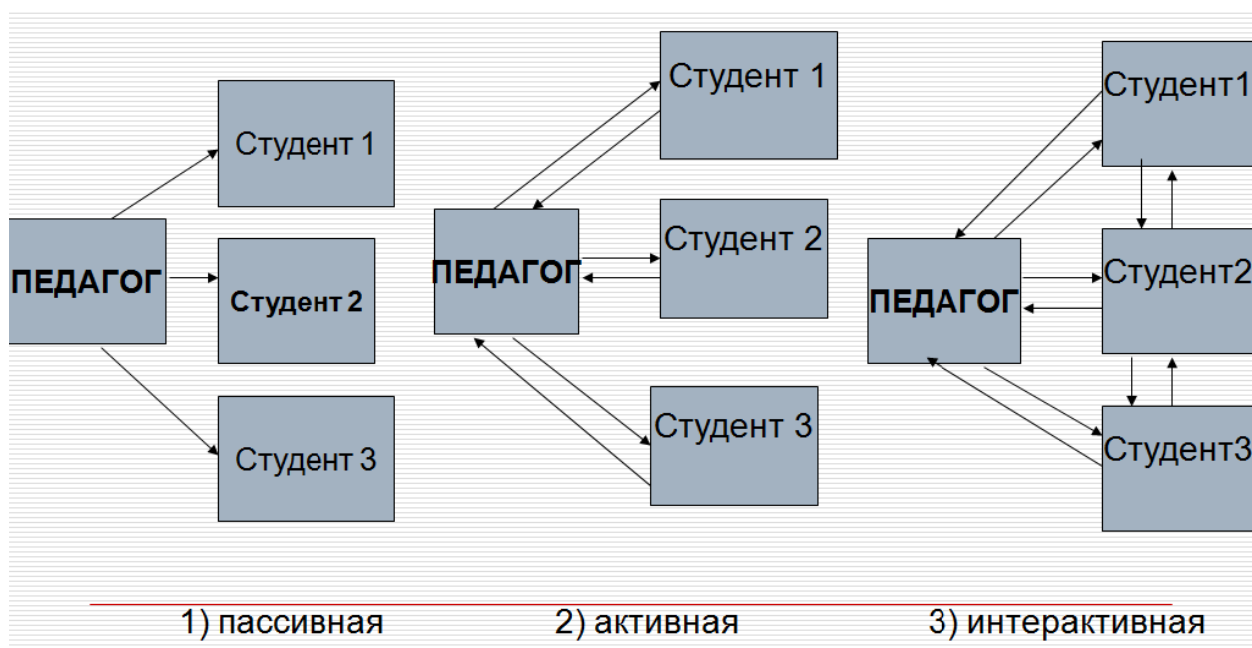 Студент 1
ПЕДАГОГ
Студент 2
Студент 3
Студент 1
ПЕДАГОГ
Студент 2
Студент 3
Студент1
ПЕДАГОГ
Студент2
Студент3
1) пассивная
2) активная
3) интерактивная